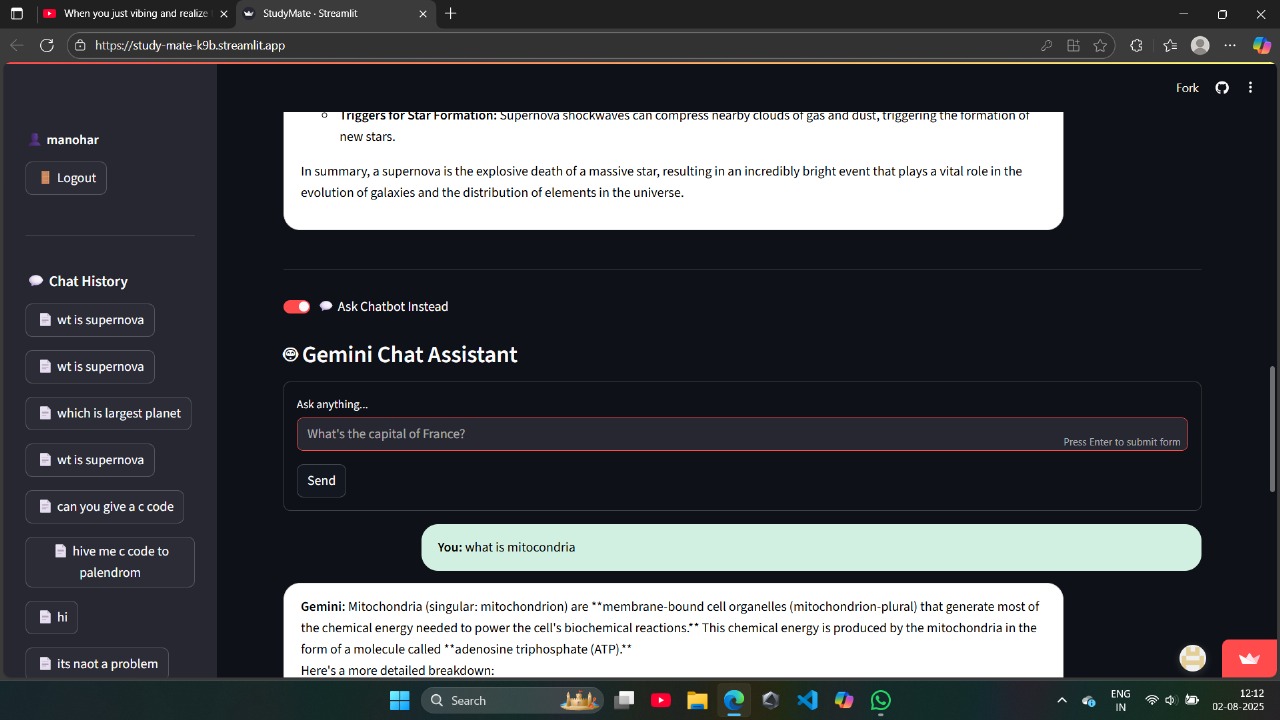 When you just vibing and realize
StudyMate · Streamlit
https://study-mate-k9b.streamlit.app
Fork
manohar
Logout
Chat History
wt is supernova
wt is supernova
which is largest planet
wt is supernova
can you give a c code
hive me c code to
palendrom
hi
its naot a problem
Triggers for Star Formation: Supernova shockwaves can compress nearby clouds of gas and dust, triggering the formation of
new stars.
In summary, a supernova is the explosive death of a massive star, resulting in an incredibly bright event that plays a vital role in the
evolution of galaxies and the distribution of elements in the universe.
Ask Chatbot Instead
Gemini Chat Assistant
Ask anything...
What's the capital of France?
Press Enter to submit form
Send
You: what is mitocondria
Gemini: Mitochondria (singular: mitochondrion) are **membrane-bound cell organelles (mitochondrion-plural) that generate most of
the chemical energy needed to power the cell's biochemical reactions.** This chemical energy is produced by the mitochondria in the
form of a molecule called **adenosine triphosphate (ATP).**
Here's a more detailed breakdown:
Search
ENG
IN
12:12
02-08-2025